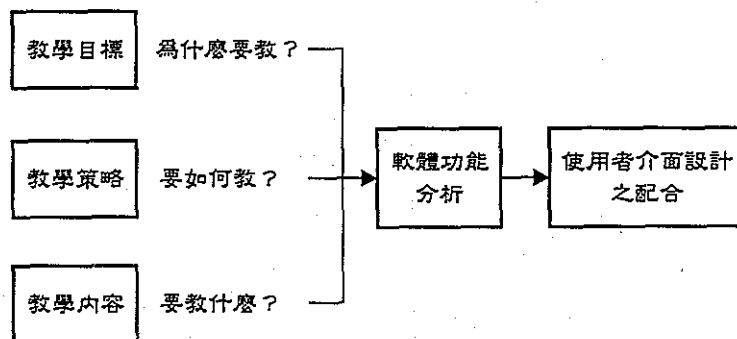 教學目標 爲什麼要教？
教學策略 要如何教？
軟體功能
分析
使用者介面設計
之配合
教學內容 要教什麼？